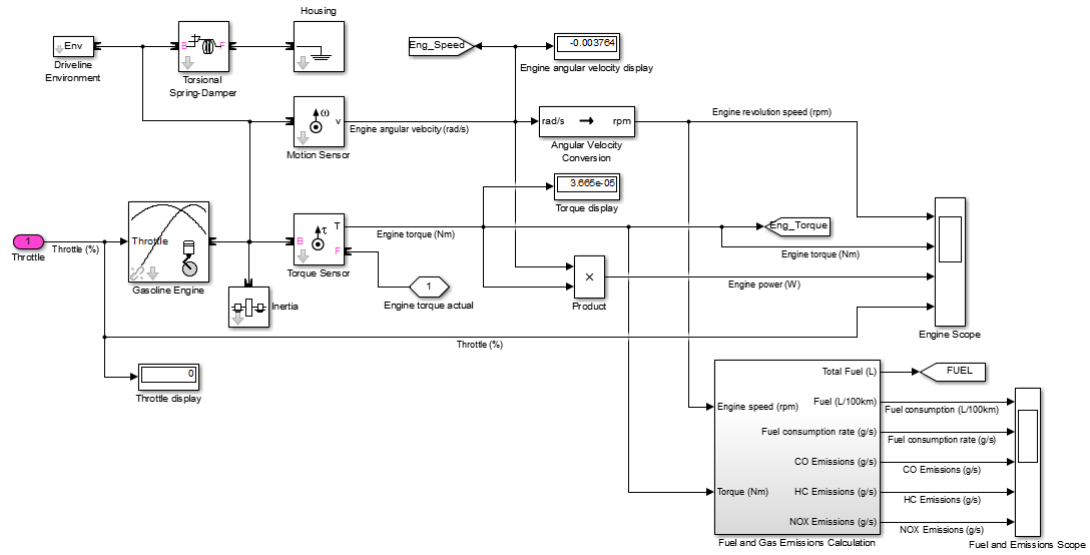 Housing
Env
B
F
Driveline
Environment
Torsional
Spring-Damper
Eng_Speed
-0.003764
Engine angular velocity display
ω
v
Motion Sensor
Engine angular velocity (rad/s)
rad/s
rpm
Angular Velocity
Conversion
Engine revolution speed (rpm)
3.665e-05
Torque display
1
Throttle
Throttle (%)
Throttle
Gasoline Engine
B
τ
T
F
Torque Sensor
Engine torque (Nm)
Eng_Torque
Engine torque (Nm)
1
Engine torque actual
Inertia
×
Product
Engine power (W)
Engine Scope
Throttle (%)
0
Throttle display
Engine speed (rpm)
Torque (Nm)
Total Fuel (L)
Fuel (L/100km)
Fuel consumption rate (g/s)
CO Emissions (g/s)
HC Emissions (g/s)
NOX Emissions (g/s)
Fuel and Gas Emissions Calculation
FUEL
Fuel consumption (L/100km)
Fuel consumption rate (g/s)
CO Emissions (g/s)
HC Emissions (g/s)
NOX Emissions (g/s)
Fuel and Emissions Scope